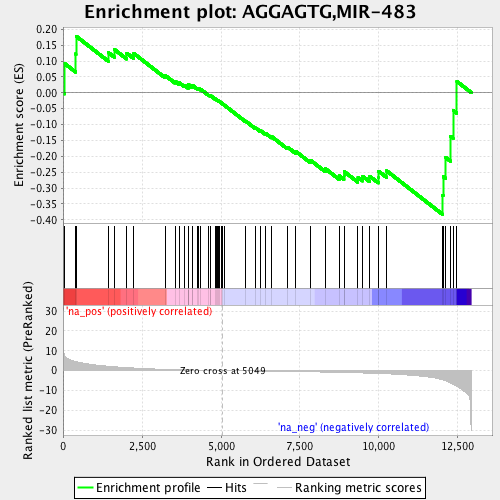 Enrichment plot: AGGAGTG,MIR-483
Enrichment score (ES)
0.20
0.15
0.10
0.05
0.00
-0.05
-0.10
-0.15
-0.20
-0.25
-0.30
-0.35
-0.40
'na_pos' (positively correlated)
Ranked list metric (PreRanked)
30
20
10
0
-10
-20
-30
Zero cross at 5049
'na_neg' (negatively correlated)
0 2,500 5,000 7,500 10,000 12,500
Rank in Ordered Dataset
Enrichment profile Hits Ranking metric scores